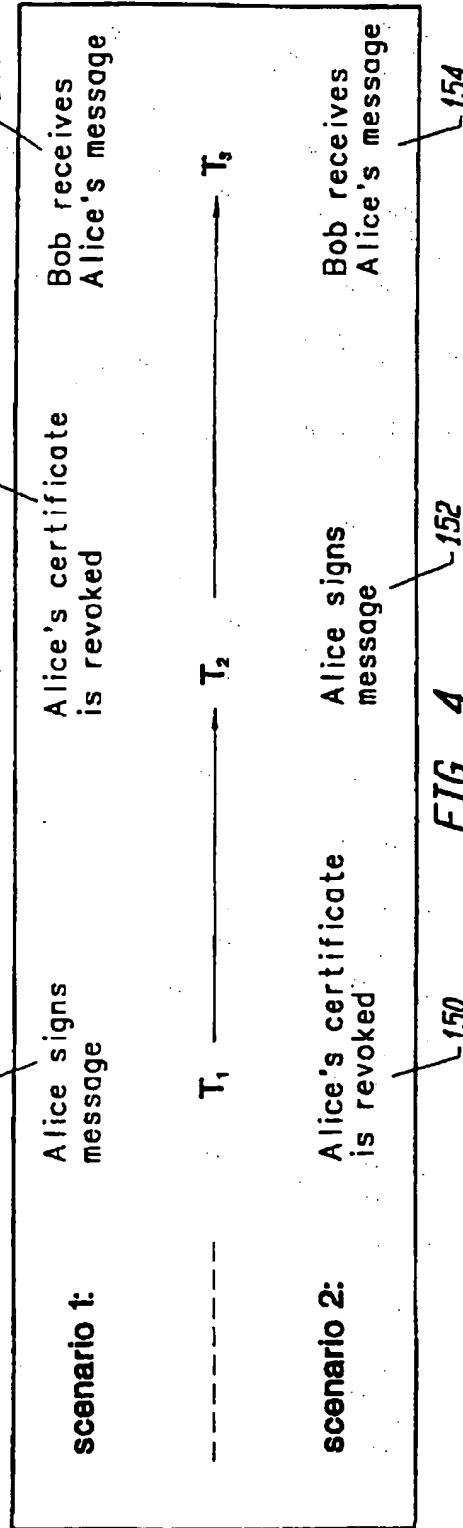 scenario 1:
Alice signs
message
Alice's certificate
is revoked
Bob receives
Alice's message
T₁
T₂
T₃
scenario 2:
Alice's certificate
is revoked
Alice signs
message
Bob receives
Alice's message
150
152
154
FIG 4